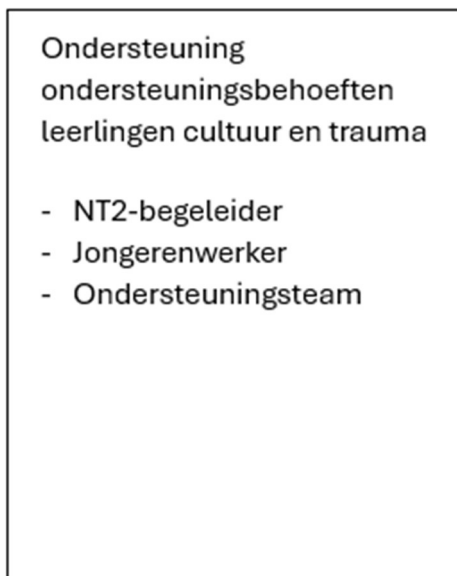 Ondersteuning
ondersteuningsbehoeften
leerlingen cultuur en trauma
- NT2-begeleider
- Jongerenwerker
- Ondersteuningsteam